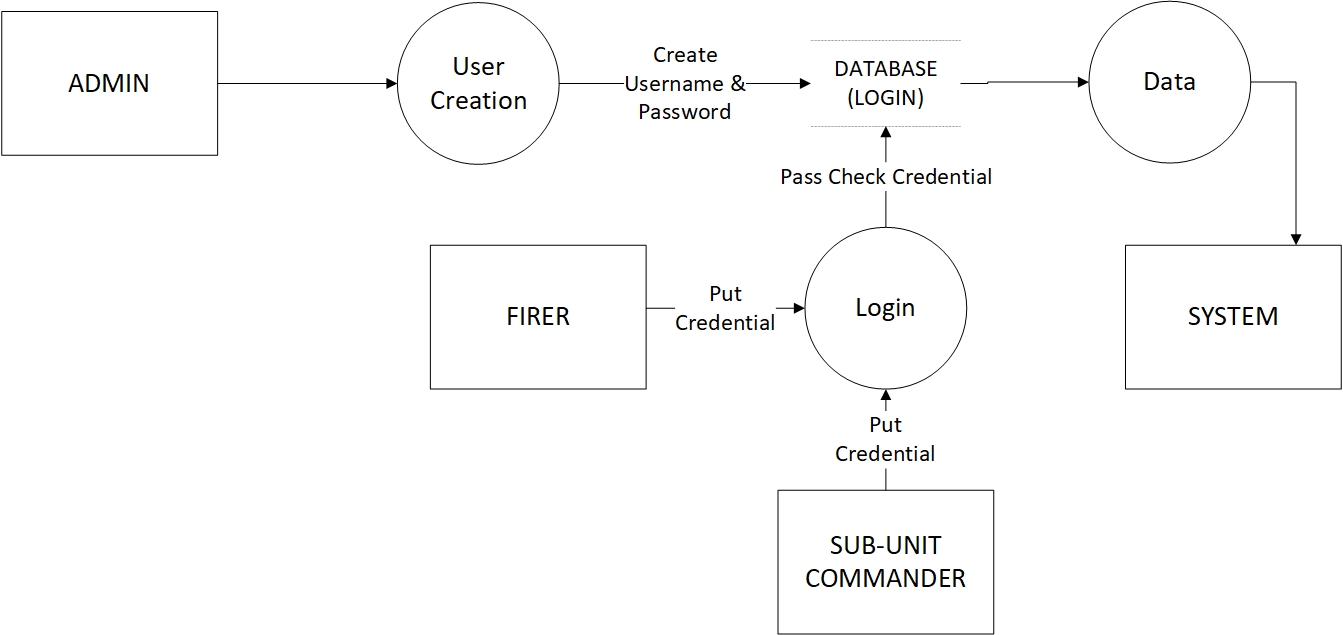 ADMIN
User
Creation
Create
Username &
Password
DATABASE
(LOGIN)
Data
Pass Check Credential
FIRER
Put
Credential
Login
SYSTEM
Put
Credential
SUB-UNIT
COMMANDER